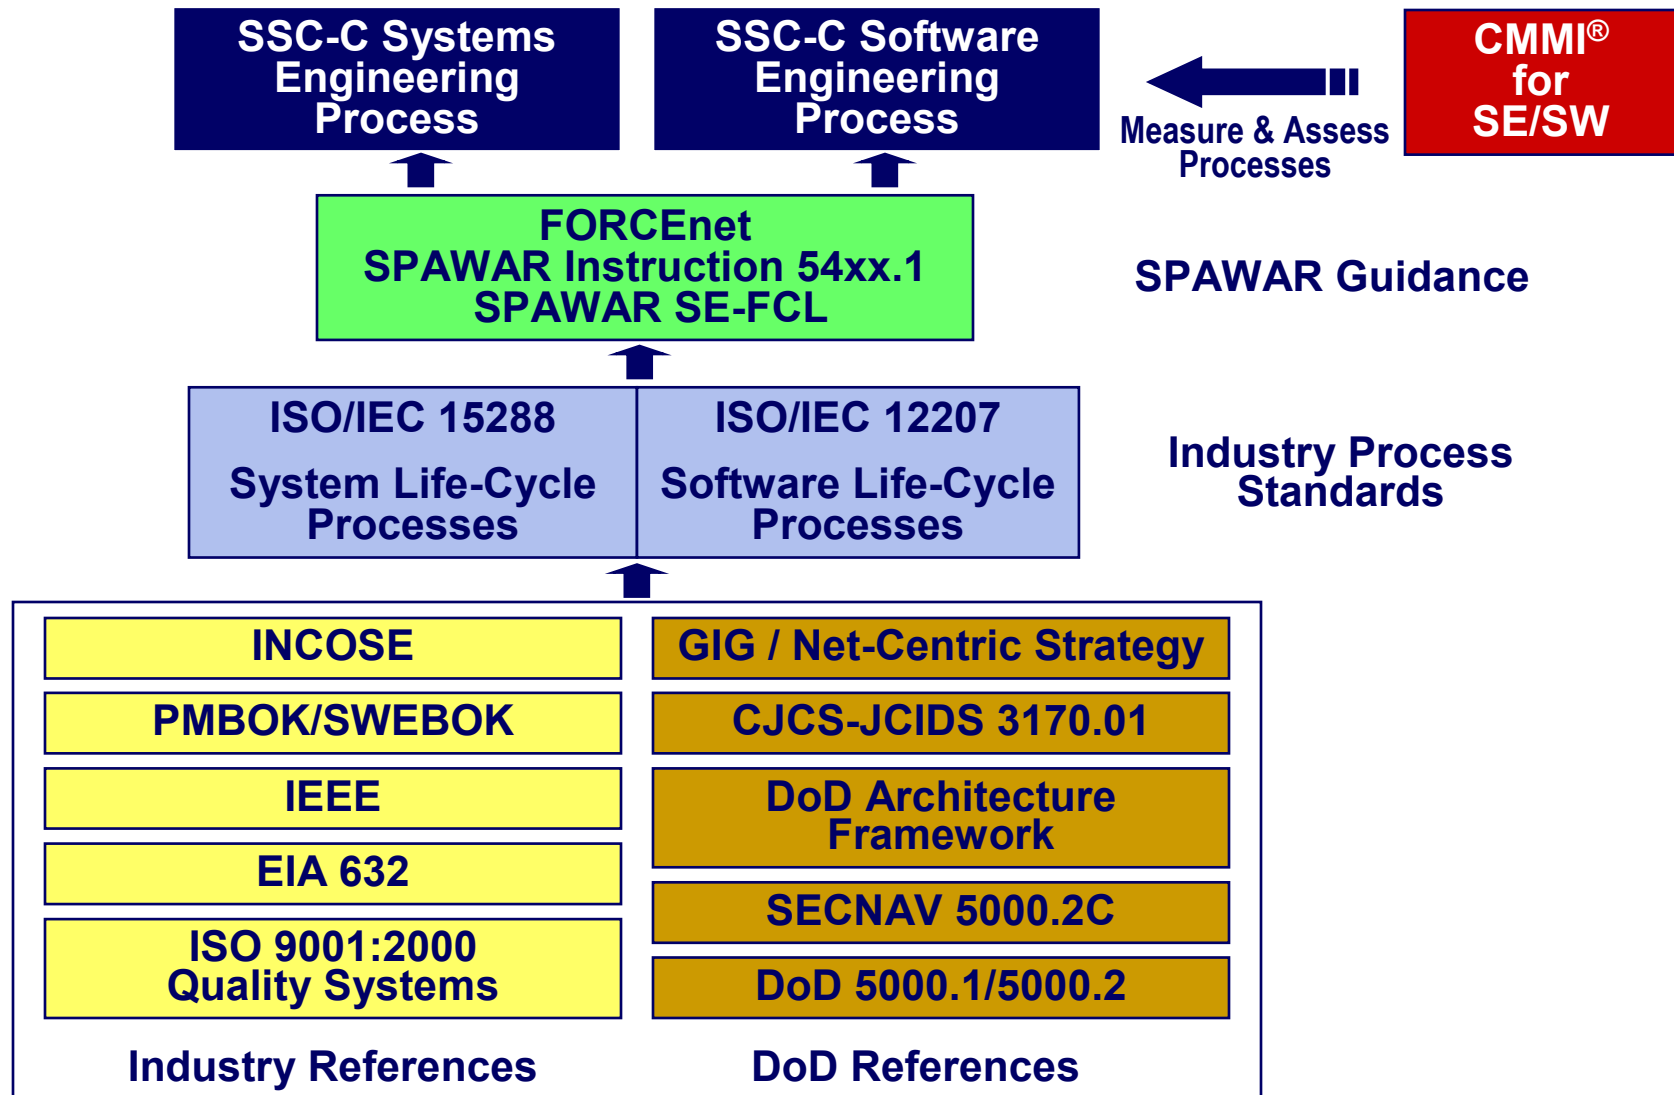 SSC-C Systems
Engineering
Process
SSC-C Software
Engineering
Process
CMMI®
for
SE/SW
Measure & Assess
Processes
FORCEnet
SPAWAR Instruction 54xx.1
SPAWAR SE-FCL
SPAWAR Guidance
ISO/IEC 15288
System Life-Cycle
Processes
ISO/IEC 12207
Software Life-Cycle
Processes
Industry Process
Standards
INCOSE
PMBOK/SWEBOK
IEEE
EIA 632
ISO 9001:2000
Quality Systems
Industry References
GIG / Net-Centric Strategy
CJCS-JCIDS 3170.01
DoD Architecture
Framework
SECNAV 5000.2C
DoD 5000.1/5000.2
DoD References